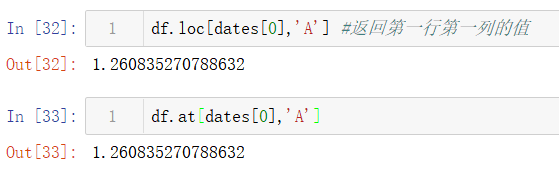 In [32]: 1 df.loc[dates[0],'A'] #返回第一行第一列的值
Out[32]: 1.260835270788632
In [33]: 1 df.at[dates[0],'A']
Out[33]: 1.260835270788632